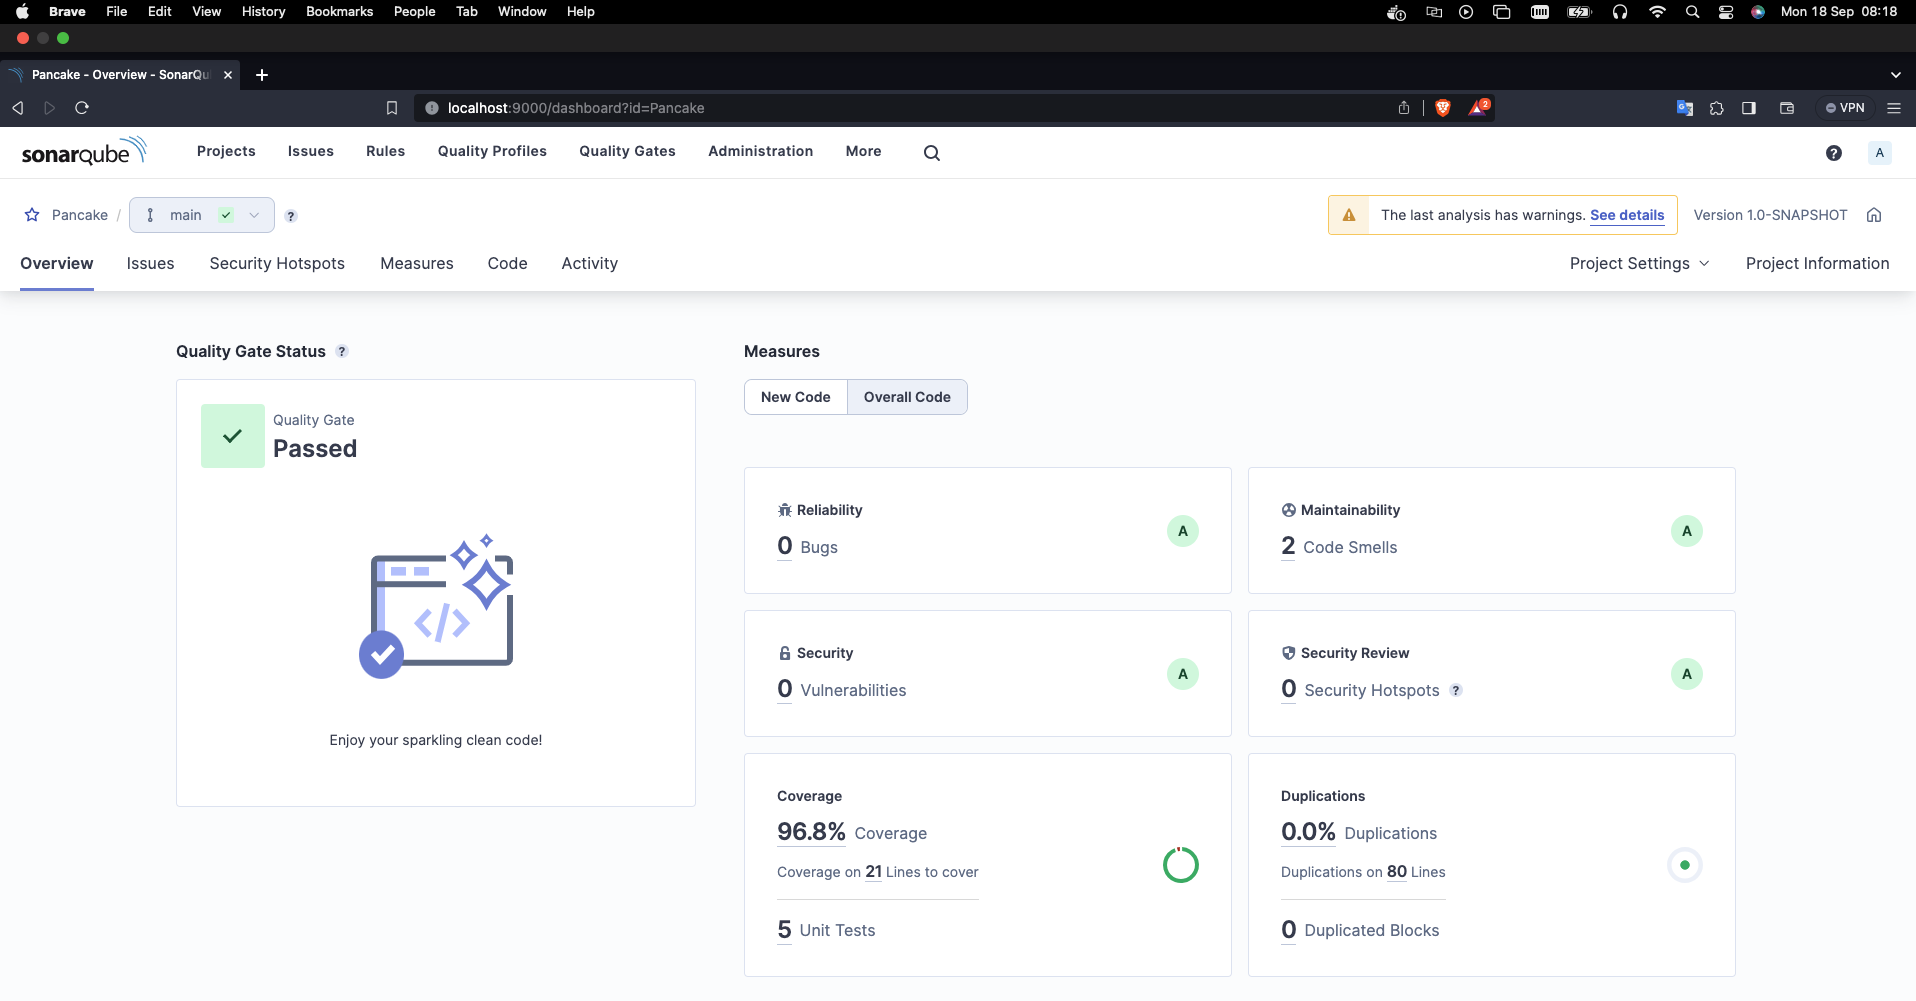 Brave File Edit View History Bookmarks People Tab Window Help Mon 18 Sep 08:18
Pancake - Overview - SonarQu
localhost:9000/dashboard?id=Pancake 2 VPN
sonarqube Projects Issues Rules Quality Profiles Quality Gates Administration More ? A
Pancake / main ? The last analysis has warnings. See details Version 1.0-SNAPSHOT
Overview Issues Security Hotspots Measures Code Activity Project Settings Project Information
Quality Gate Status ?
Quality Gate
Passed
Enjoy your sparkling clean code!
Measures
New Code Overall Code
Reliability
0 Bugs
A
Maintainability
2 Code Smells
A
Security
0 Vulnerabilities
A
Security Review
0 Security Hotspots ?
A
Coverage
96.8% Coverage
Coverage on 21 Lines to cover
5 Unit Tests
Duplications
0.0% Duplications
Duplications on 80 Lines
0 Duplicated Blocks